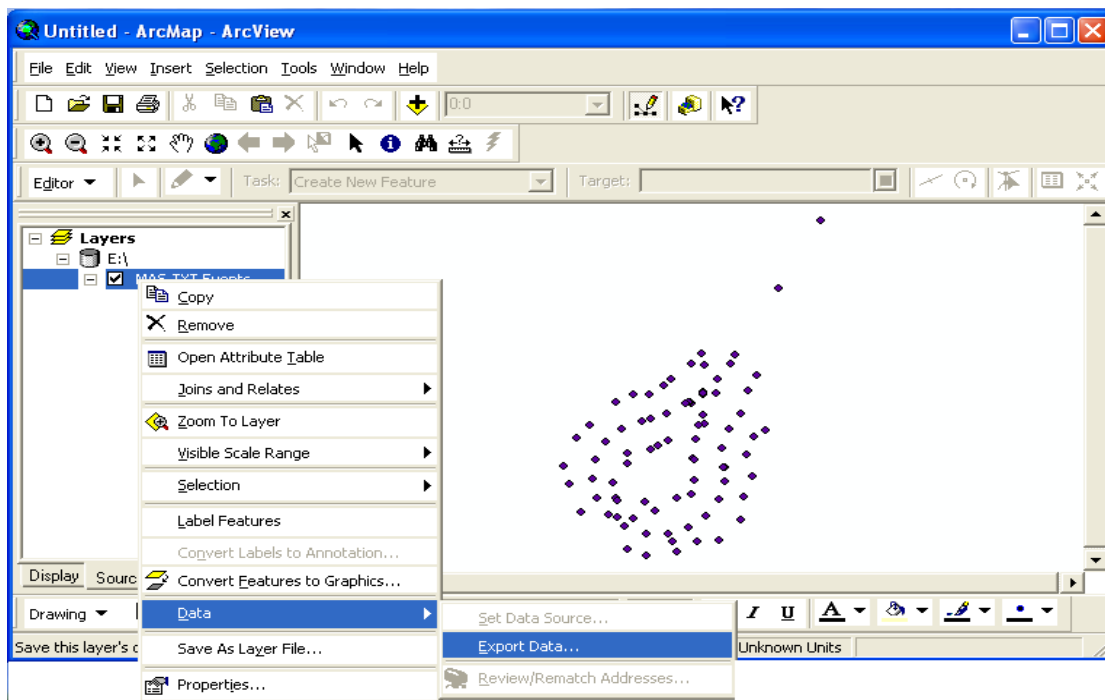 Untitled - ArcMap - ArcView
File Edit View Insert Selection Tools Window Help
0:0
Editor Task: Create New Feature Target:
Layers
E:\
Copy
Remove
Open Attribute Table
Joins and Relates
Zoom To Layer
Visible Scale Range
Selection
Label Features
Convert Labels to Annotation...
Display
Convert Features to Graphics...
Drawing Data Set Data Source... I U A
Save this layer's Save As Layer File... Export Data... Unknown Units
Properties... Review/Rematch Addresses...